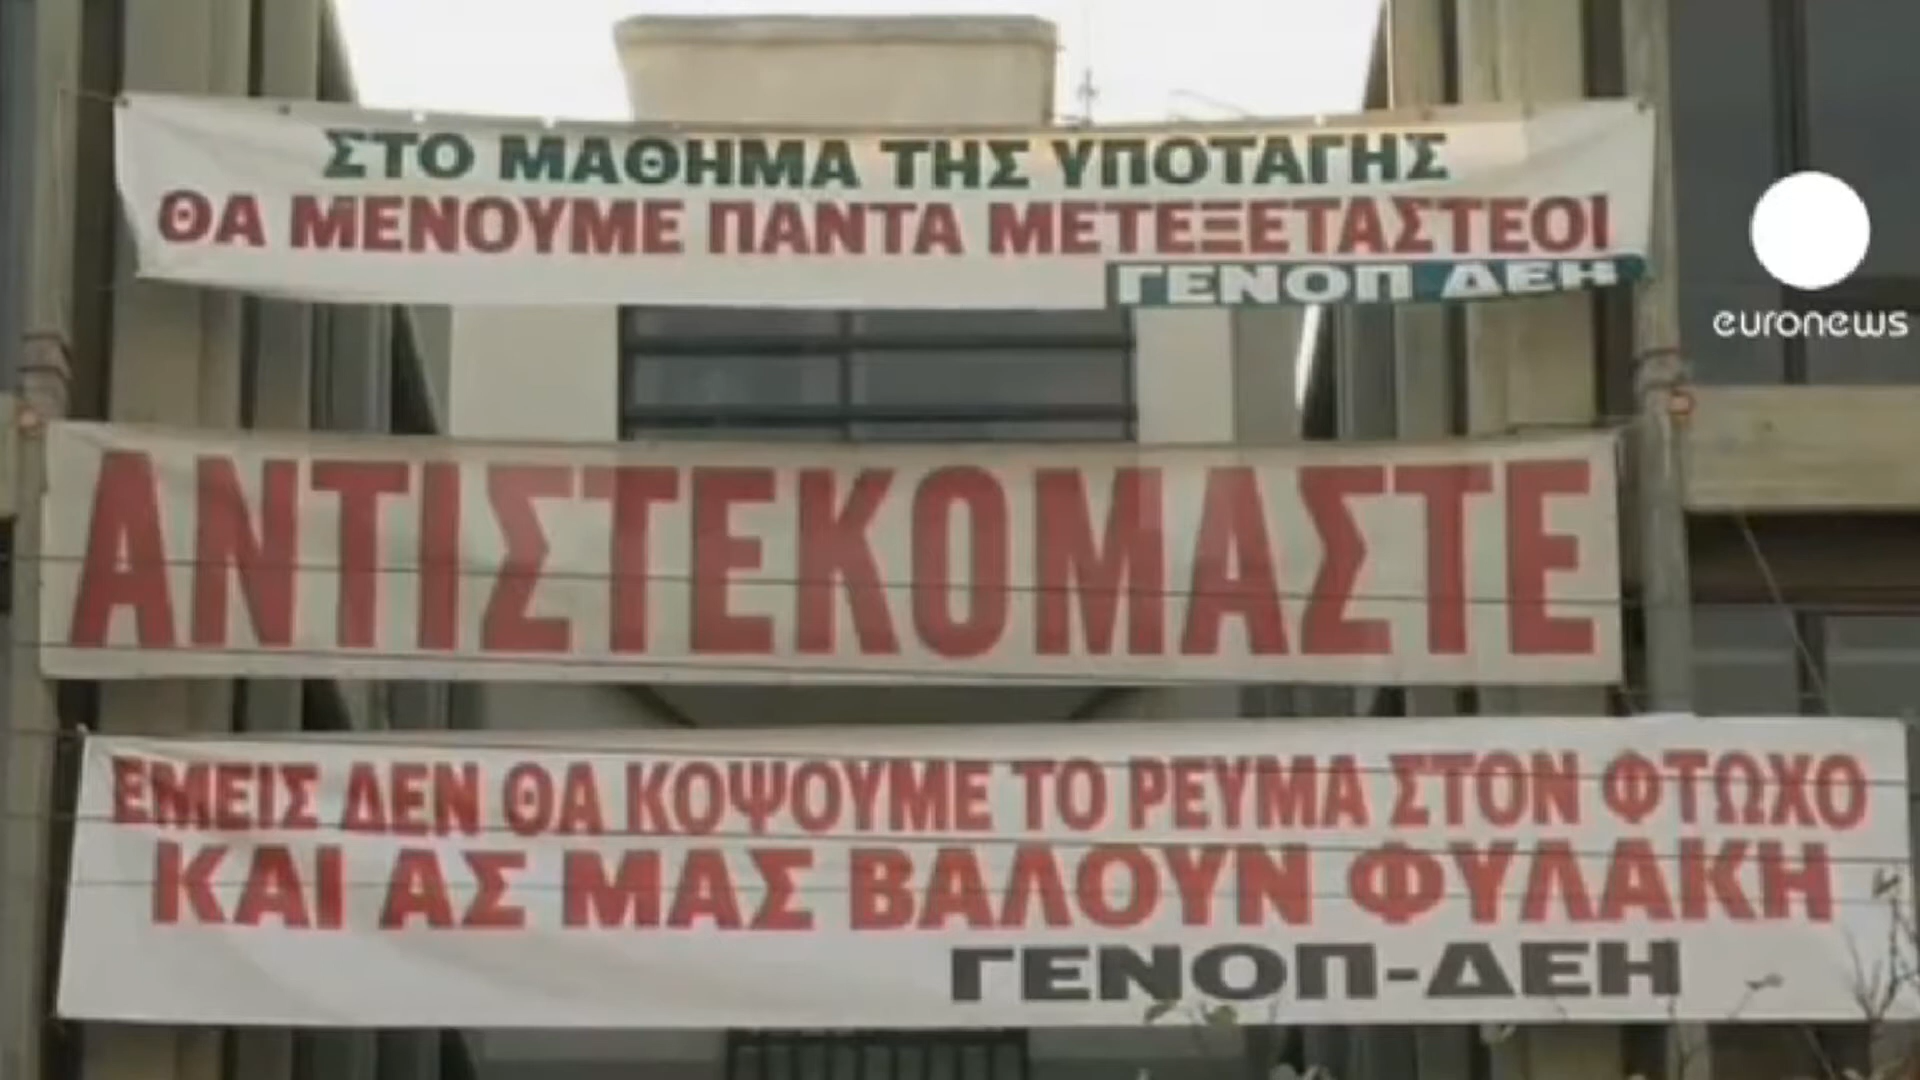 ΣΤΟ ΜΑΘΗΜΑ ΤΗΣ ΥΠΟΤΑΓΗΣ
ΘΑ ΜΕΝΟΥΜΕ ΠΑΝΤΑ ΜΕΤΕΞΕΤΑΣΤΕΟΙ
ΓΕΝΟΠ ΔΕΗ
euronews
ΑΝΤΙΣΤΕΚΟΜΑΣΤΕ
ΕΜΕΙΣ ΔΕΝ ΘΑ ΚΟΨΟΥΜΕ ΤΟ ΡΕΥΜΑ ΣΤΟΝ ΦΤΩΧΟ
ΚΑΙ ΑΣ ΜΑΣ ΒΑΛΟΥΝ ΦΥΛΑΚΗ
ΓΕΝΟΠ-ΔΕΗ